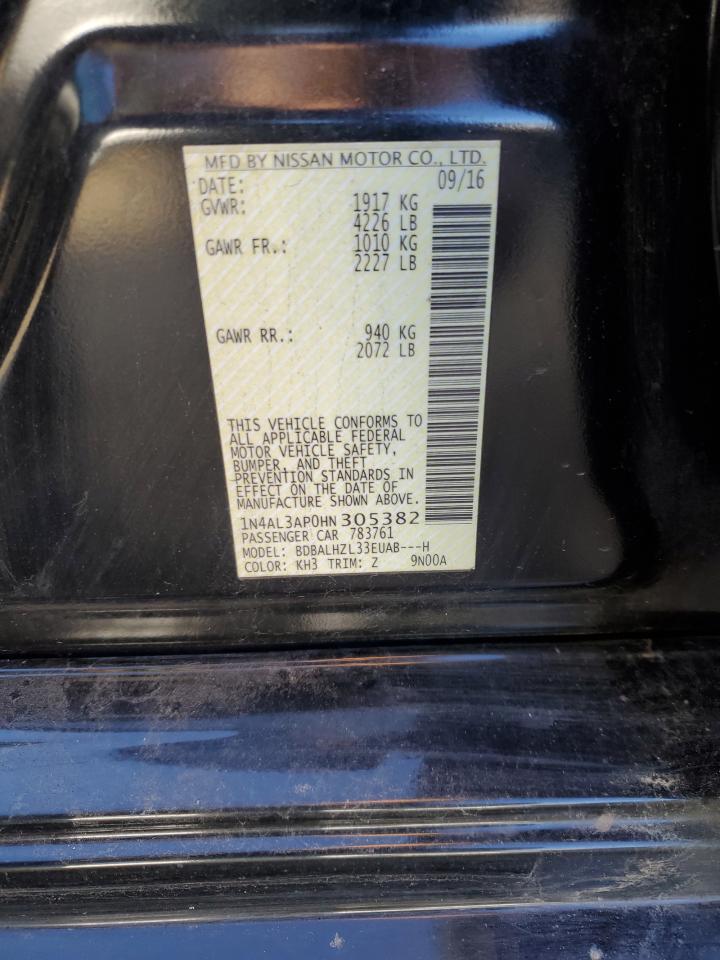 MFD BY NISSAN MOTOR CO., LTD.
DATE: 09/16
GVWR: 1917 KG
4226 LB
GAWR FR.: 1010 KG
2227 LB
GAWR RR.: 940 KG
2072 LB
THIS VEHICLE CONFORMS TO
ALL APPLICABLE FEDERAL
MOTOR VEHICLE SAFETY,
BUMPER, AND THEFT
PREVENTION STANDARDS IN
EFFECT ON THE DATE OF
MANUFACTURE SHOWN ABOVE.
1N4AL3AP0HN305382
PASSENGER CAR 783761
MODEL: BDBALHZL33EUAB---H
COLOR: KH3 TRIM: Z 9N00A